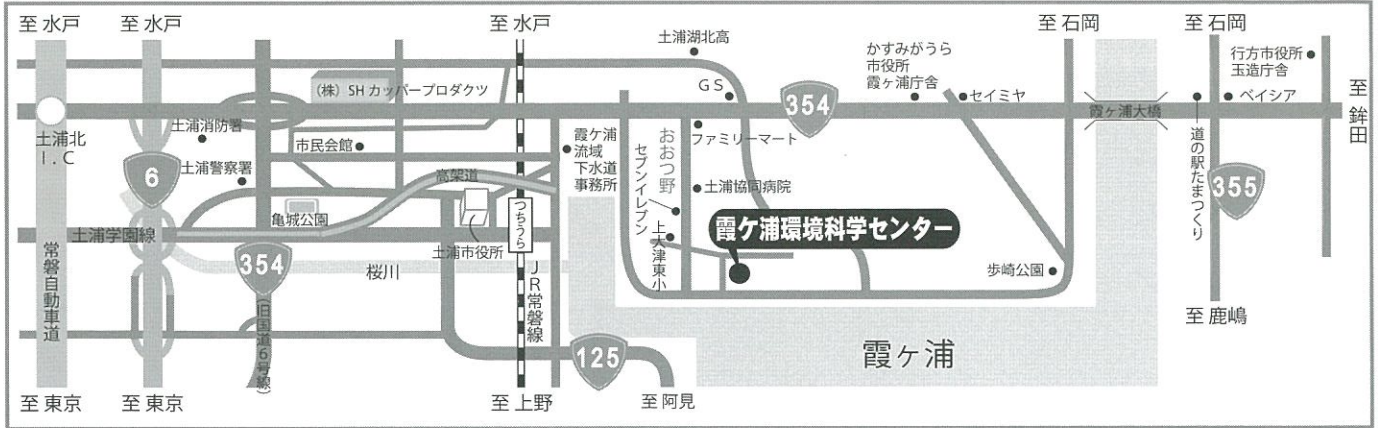 至 水戸
至 水戸
至 水戸
至 石岡
至 石岡
土浦湖北高
かすみがうら
市役所
霞ヶ浦庁舎
行方市役所
玉造庁舎
(株) SH カッパープロダクツ
GS
354
セイミヤ
ベイシア
至 鉾田
霞ヶ浦大橋
土浦北
I.C
土浦消防署
市民会館
ファミリーマート
霞ケ浦
流域
下水道
事務所
おおつ野
セブンイレブン
道の駅たまつくり
6
土浦警察署
高架道
土浦協同病院
355
亀城公園
つちうら
上大津東小
霞ケ浦環境科学センター
土浦学園線
土浦市役所
354
桜川
歩崎公園
常磐自動車道
JR常磐線
至 鹿嶋
(旧国道6号線)
125
霞ヶ浦
至 東京
至 東京
至 上野
至 阿見